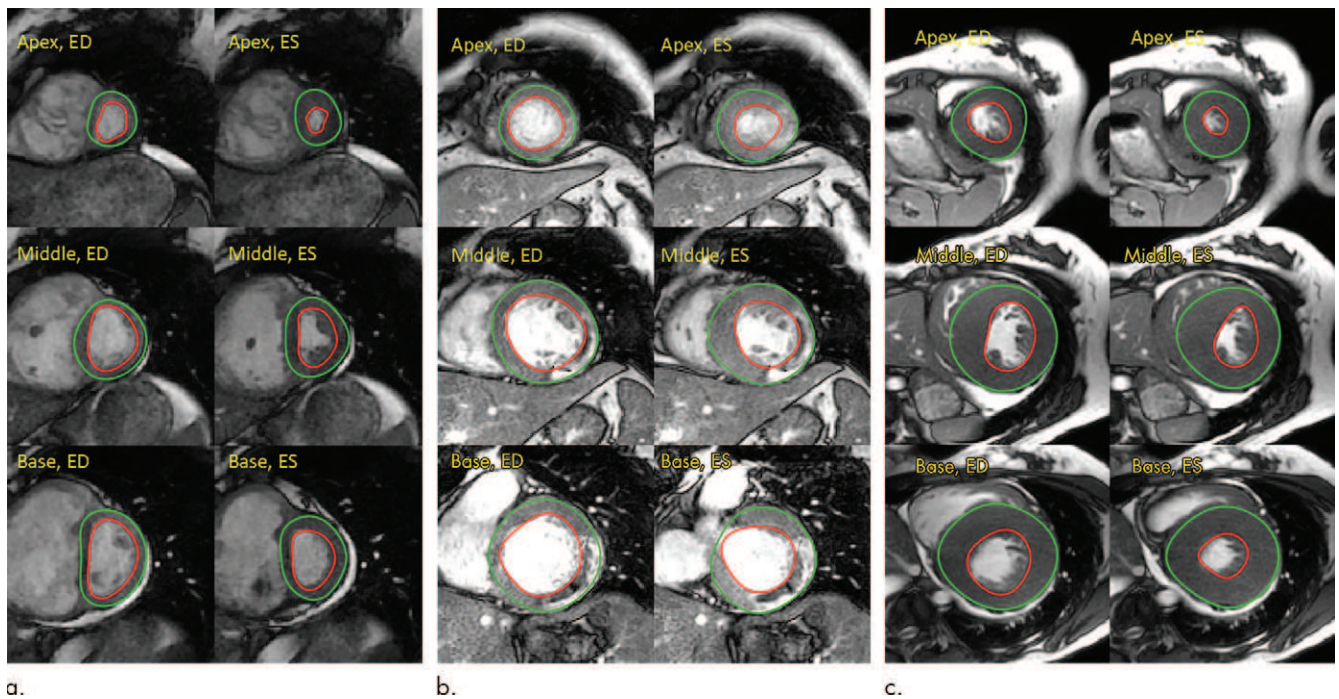 Apex, ED
Apex, ES
Apex, ED
Apex, ES
Apex, ED
Apex, ES
Middle, ED
Middle, ES
Middle, ED
Middle, ES
Middle, ED
Middle, ES
Base, ED
Base, ES
Base, ED
Base, ES
Base, ED
Base, ES
a.
b.
c.